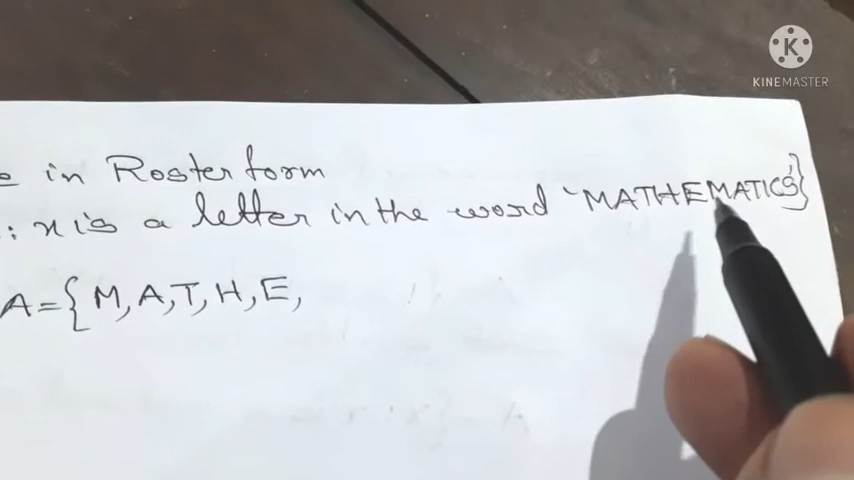 KINEMASTER
in Roster form
: x is a letter in the word 'MATHEMATICS'}
A={M,A,T,H,E,